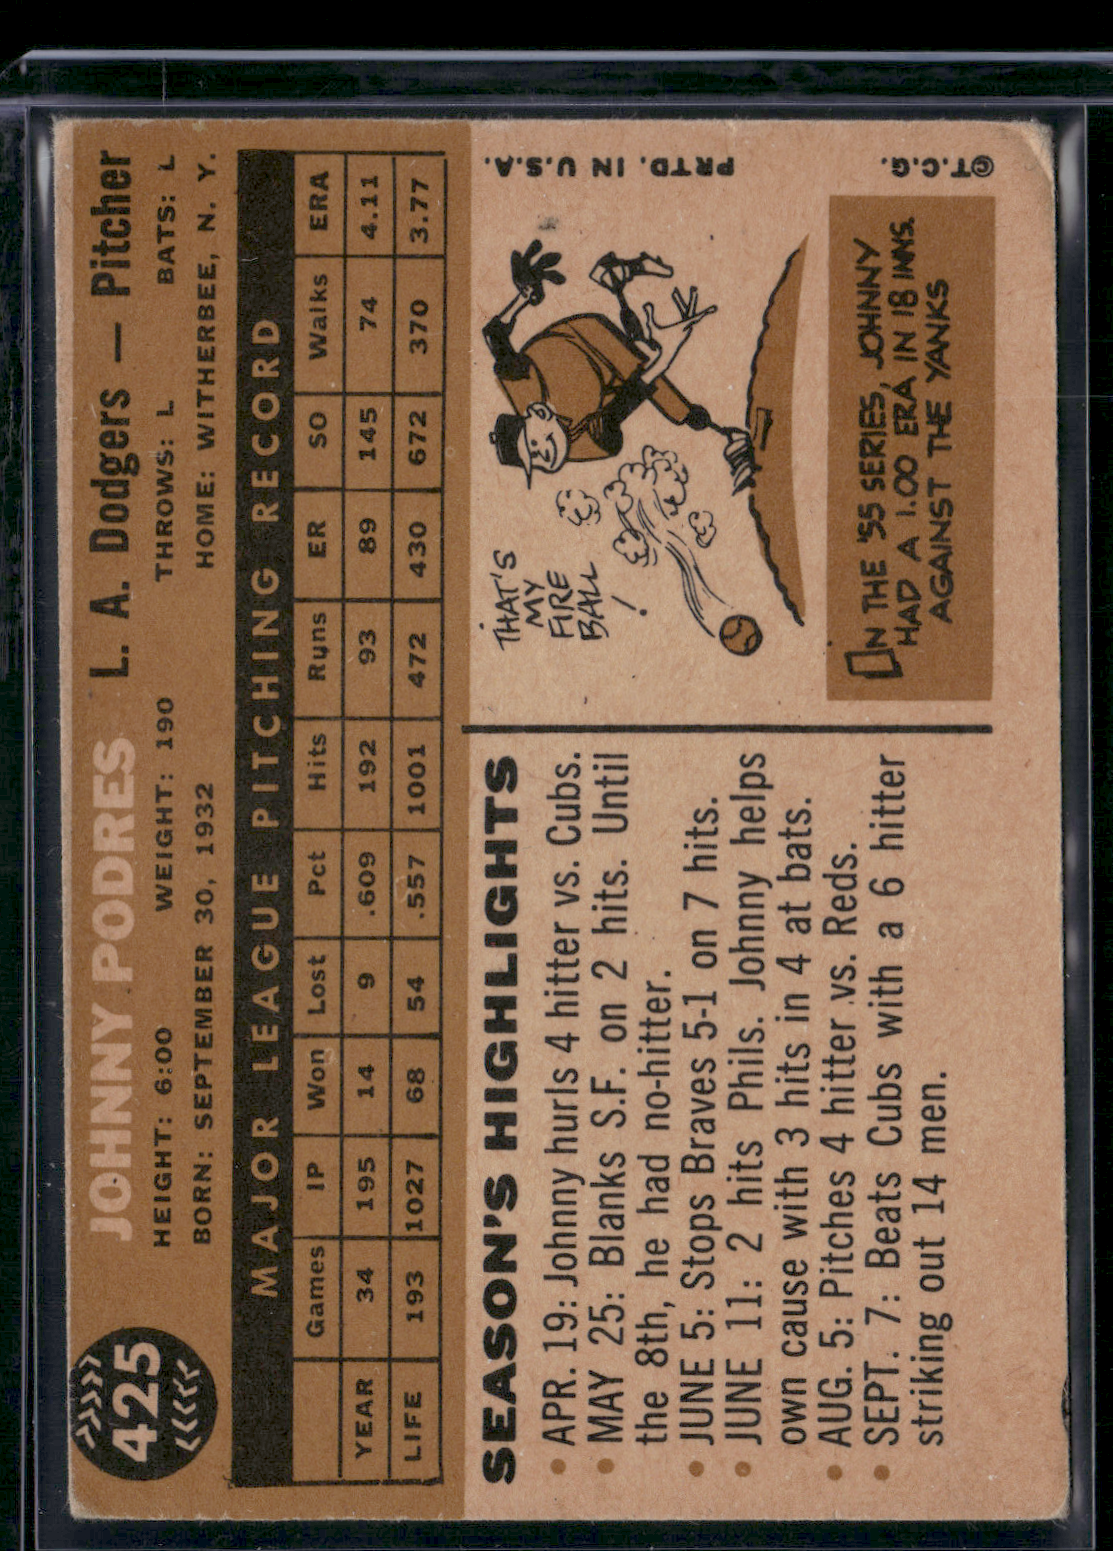 425
JOHNNY PODRES L. A. Dodgers — Pitcher
HEIGHT: 6:00 WEIGHT: 190 THROWS: L BATS: L
BORN: SEPTEMBER 30, 1932 HOME: WITHERBEE, N. Y.
MAJOR LEAGUE PITCHING RECORD
Games IP Won Lost Pct Hits Runs ER SO Walks ERA
YEAR 34 195 14 9 .609 192 93 89 145 74 4.11
LIFE 193 1027 68 54 .557 1001 472 430 672 370 3.77
SEASON'S HIGHLIGHTS
• APR. 19: Johnny hurls 4 hitter vs. Cubs.
• MAY 25: Blanks S.F. on 2 hits. Until
the 8th, he had no-hitter.
• JUNE 5: Stops Braves 5-1 on 7 hits.
• JUNE 11: 2 hits Phils. Johnny helps
own cause with 3 hits in 4 at bats.
• AUG. 5: Pitches 4 hitter vs. Reds.
• SEPT. 7: Beats Cubs with a 6 hitter
striking out 14 men.
THAT'S
MY
FIRE
BALL
!
IN THE '55 SERIES, JOHNNY
HAD A 1.00 ERA IN 18 INNS.
AGAINST THE YANKS
©T.C.G. PRTD. IN U.S.A.